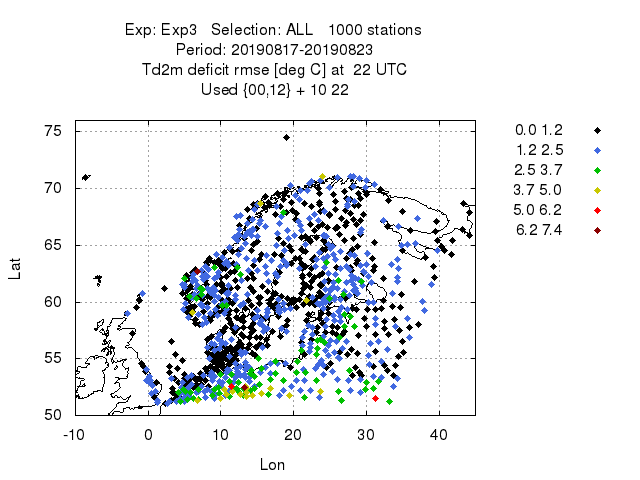 Exp: Exp3 Selection: ALL 1000 stations
Period: 20190817-20190823
Td2m deficit rmse [deg C] at 22 UTC
Used {00,12} + 10 22
75
70
65
60
55
50
Lat
-10 0 10 20 30 40
Lon
0.0 1.2
1.2 2.5
2.5 3.7
3.7 5.0
5.0 6.2
6.2 7.4